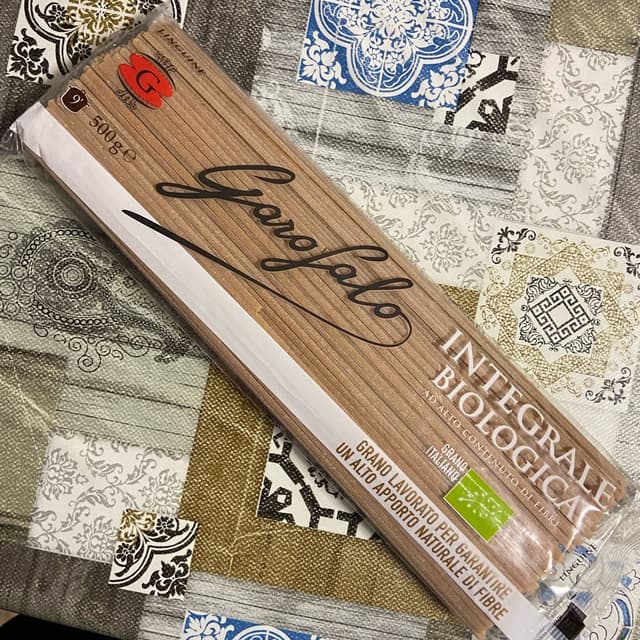 LINGUINE
G
9'
500g e
Garofalo
INTEGRALE
BIOLOGICA
AD ALTO CONTENUTO DI FIBRE
GRANO
ITALIANO
GRANO LAVORATO PER GARANTIRE
UN ALTO APPORTO NATURALE DI FIBRE
LINGUINE